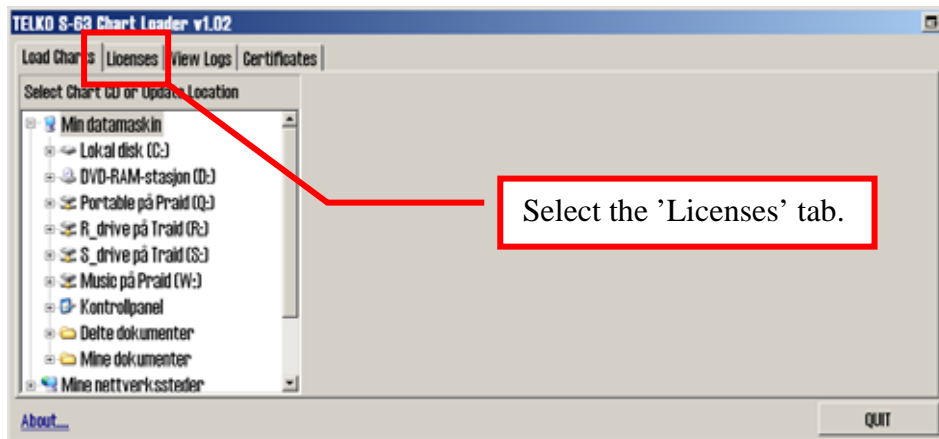 TELKO S-63 Chart Loader v1.02
Load Charts Licenses View Logs Certificates
Select Chart CD or Update Location
Min datamaskin
Lokal disk (C:)
DVD-RAM-stasjon (D:)
Portable på Praid (Q:)
R_drive på Traid (R:)
S_drive på Traid (S:)
Music på Praid (W:)
Kontrollpanel
Delte dokumenter
Mine dokumenter
Mine nettverkssteder
Select the ’Licenses’ tab.
About...
QUIT